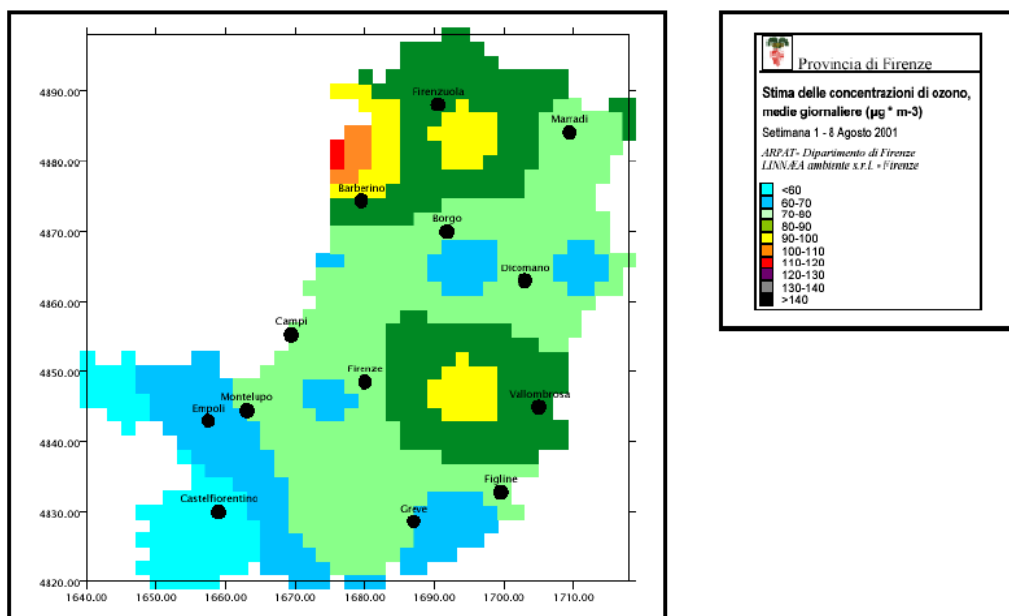 4890.00
4880.00
4870.00
4860.00
4850.00
4840.00
4830.00
4820.00
1640.00 1650.00 1660.00 1670.00 1680.00 1690.00 1700.00 1710.00
Firenzuola
Marradi
Barberino
Borgo
Dicomano
Campi
Firenze
Montelupo
Empoli
Vallombrosa
Figline
Castelfiorentino
Greve
Provincia di Firenze
Stima delle concentrazioni di ozono,
medie giornaliere (µg * m-3)
Settimana 1 - 8 Agosto 2001
ARPAT- Dipartimento di Firenze
LINNÆA ambiente s.r.l. - Firenze
<60
60-70
70-80
80-90
90-100
100-110
110-120
120-130
130-140
>140